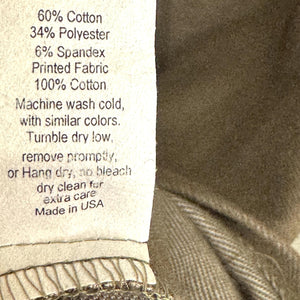 60% Cotton
34% Polyester
6% Spandex
Printed Fabric
100% Cotton
Machine wash cold,
with similar colors.
Tumble dry low,
remove promptly,
or Hang dry, no bleach
dry clean for
extra care
Made in USA